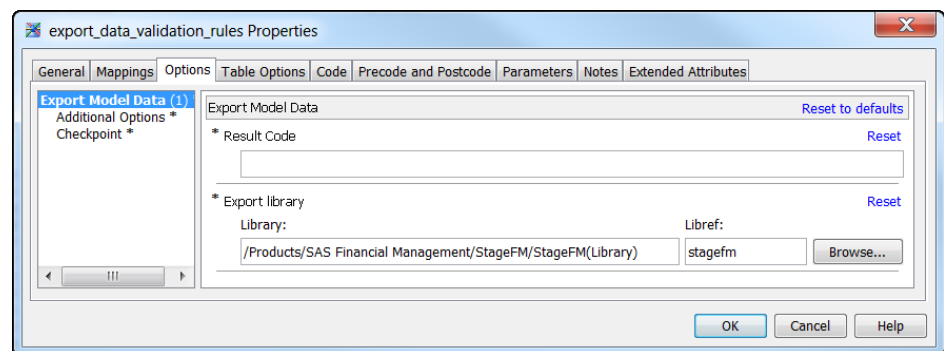 export_data_validation_rules Properties
General Mappings Options Table Options Code Precode and Postcode Parameters Notes Extended Attributes
Export Model Data (1) *
Additional Options *
Checkpoint *
Export Model Data Reset to defaults
* Result Code Reset
* Export library Reset
Library: Libref:
/Products/SAS Financial Management/StageFM/StageFM(Library) stagefm Browse...
OK Cancel Help